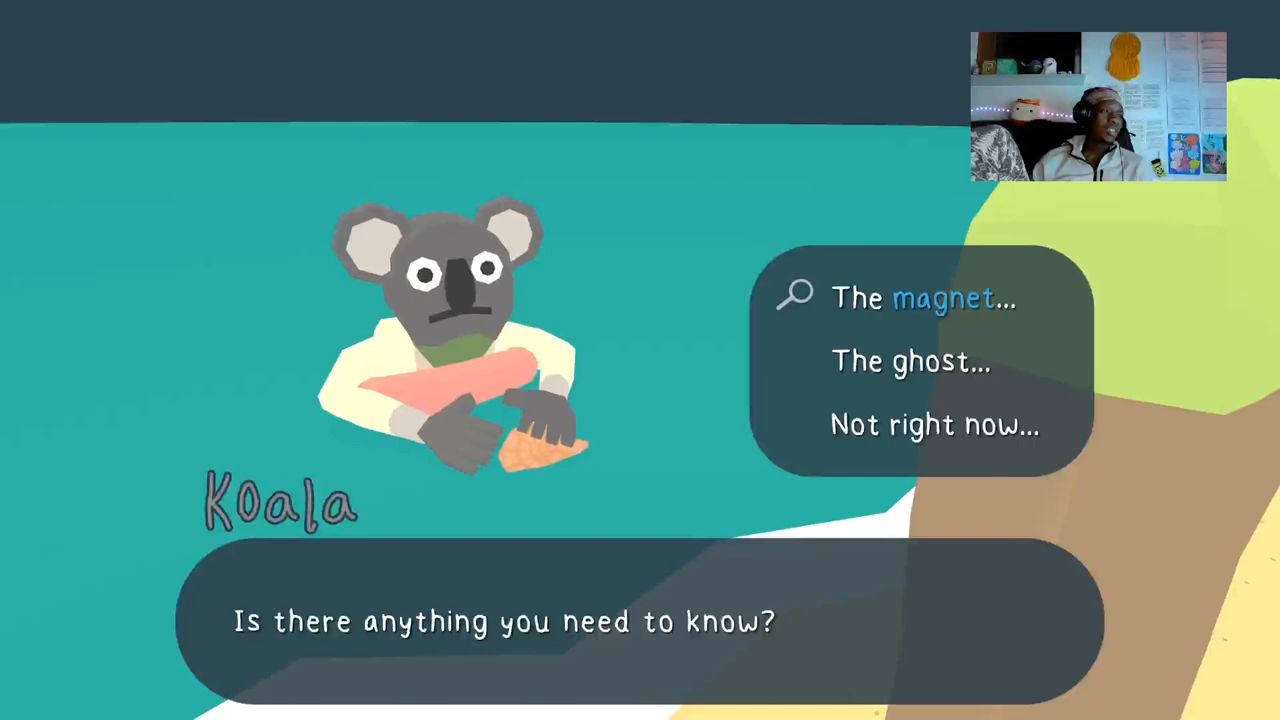 The magnet...
The ghost...
Not right now...
Koala
Is there anything you need to know?